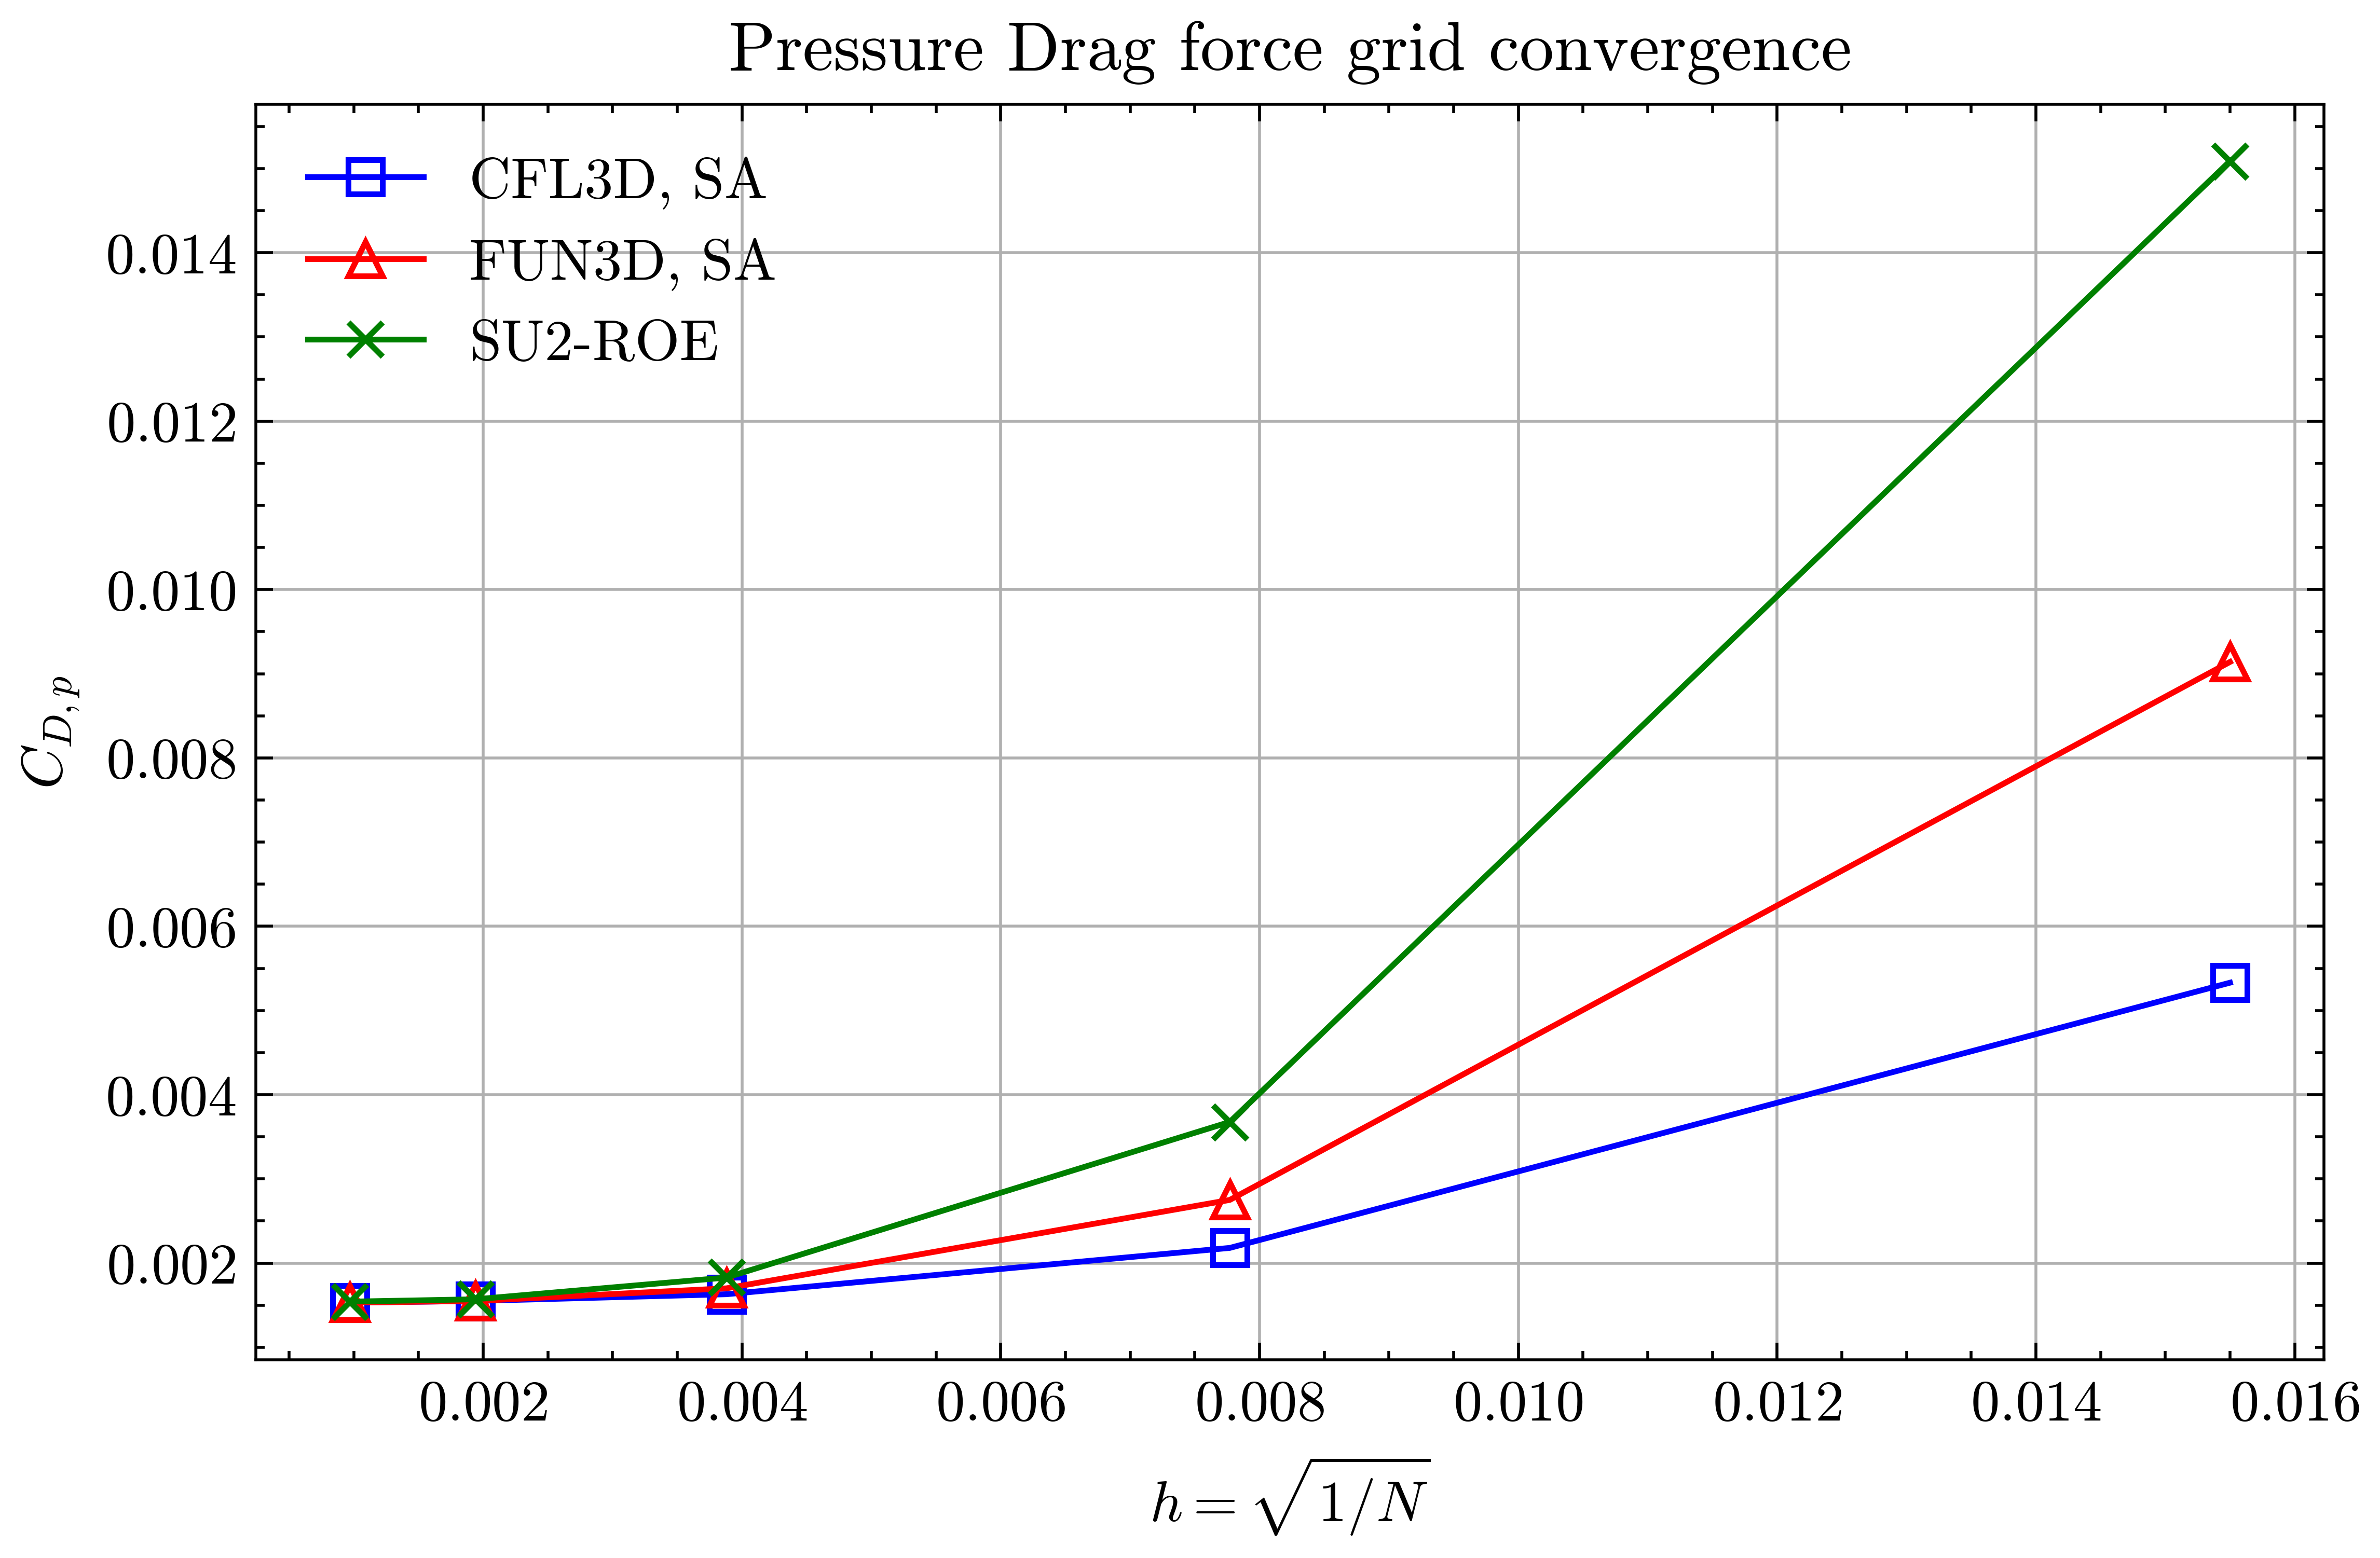 Pressure Drag force grid convergence
CFL3D, SA
FUN3D, SA
SU2-ROE
0.014
0.012
0.010
0.008
0.006
0.004
0.002
C_{D,p}
0.002 0.004 0.006 0.008 0.010 0.012 0.014 0.016
h = √1/N